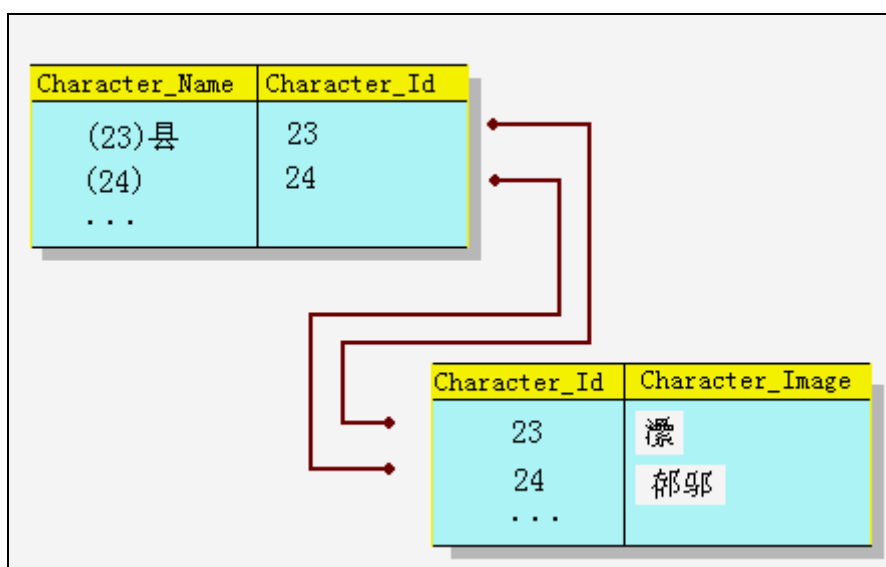 Character_Name Character_Id
(23)县 23
(24) 24
...
Character_Id Character_Image
23
24
...